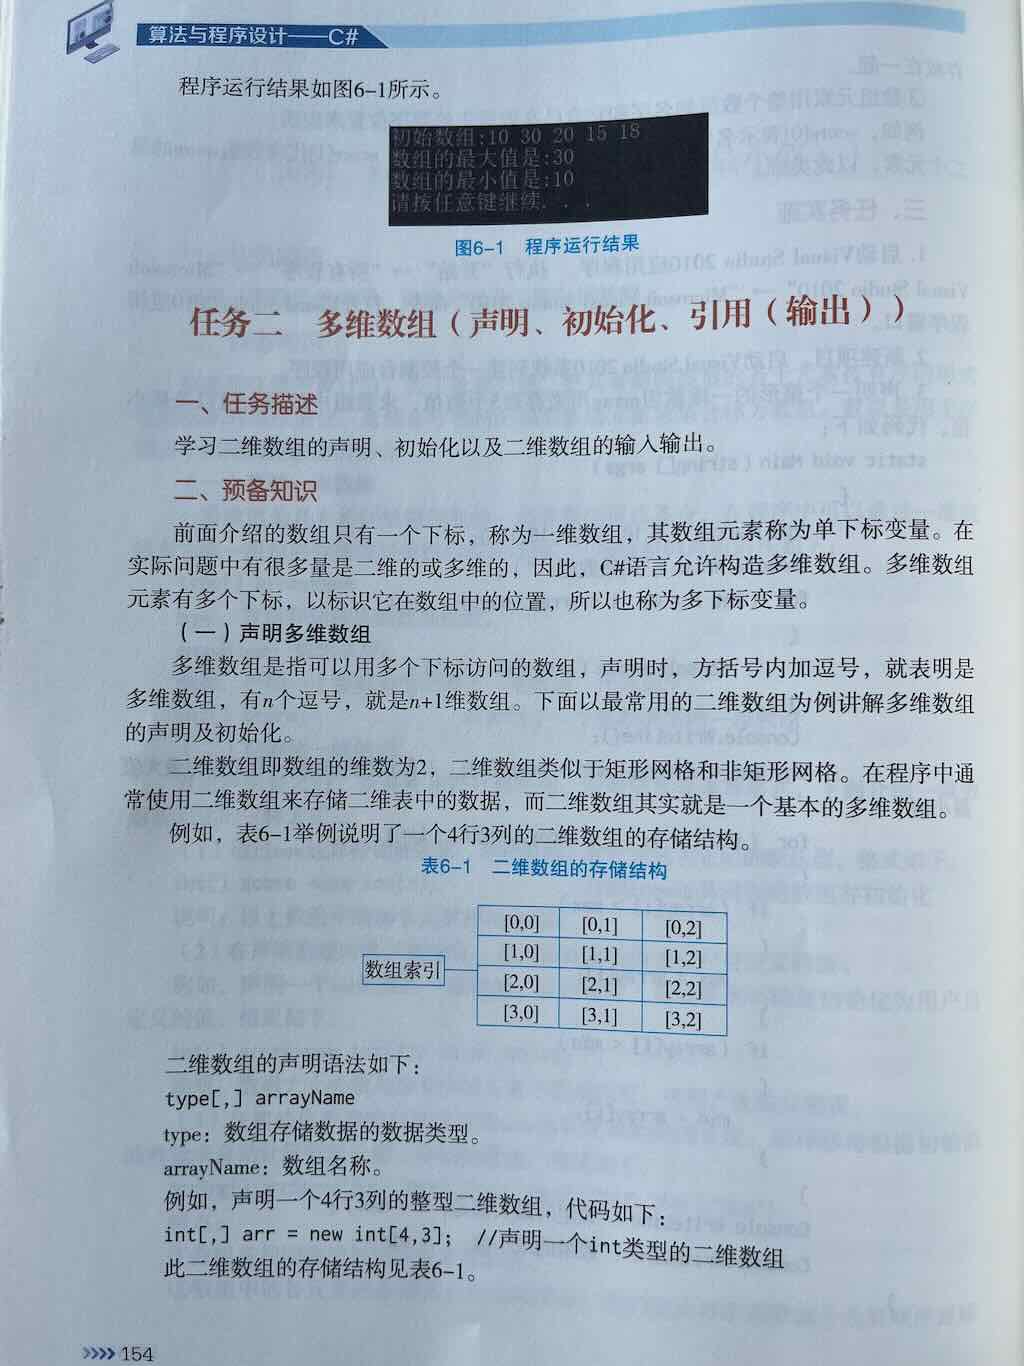 算法与程序设计——C#
程序运行结果如图6-1所示。
初始数组:10 30 20 15 18
数组的最大值是:30
数组的最小值是:10
请按任意键继续. . .
图6-1 程序运行结果
任务二 多维数组（声明、初始化、引用（输出））
一、任务描述
学习二维数组的声明、初始化以及二维数组的输入输出。
二、预备知识
前面介绍的数组只有一个下标，称为一维数组，其数组元素称为单下标变量。在
实际问题中有很多量是二维的或多维的，因此，C#语言允许构造多维数组。多维数组
元素有多个下标，以标识它在数组中的位置，所以也称为多下标变量。
（一）声明多维数组
多维数组是指可以用多个下标访问的数组，声明时，方括号内加逗号，就表明是
多维数组，有n个逗号，就是n+1维数组。下面以最常用的二维数组为例讲解多维数组
的声明及初始化。
二维数组即数组的维数为2，二维数组类似于矩形网格和非矩形网格。在程序中通
常使用二维数组来存储二维表中的数据，而二维数组其实就是一个基本的多维数组。
例如，表6-1举例说明了一个4行3列的二维数组的存储结构。
表6-1 二维数组的存储结构
数组索引
[0,0] [0,1] [0,2]
[1,0] [1,1] [1,2]
[2,0] [2,1] [2,2]
[3,0] [3,1] [3,2]
二维数组的声明语法如下：
type[,] arrayName
type：数组存储数据的数据类型。
arrayName：数组名称。
例如，声明一个4行3列的整型二维数组，代码如下：
int[,] arr = new int[4,3]; //声明一个int类型的二维数组
此二维数组的存储结构见表6-1。
154